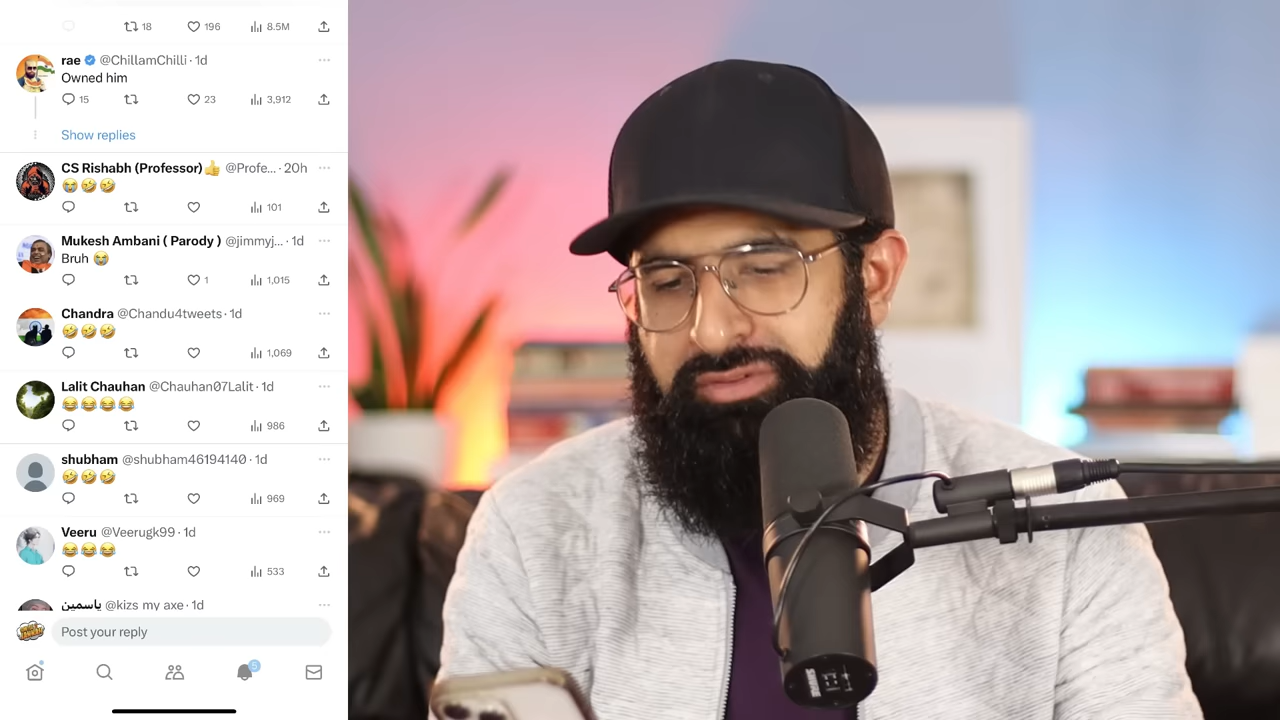 18 196 8.5M
rae @ChillamChilli · 1d
Owned him
15 23 3,912
Show replies
CS Rishabh (Professor)👍 @Profe... · 20h
😭🤣🤣
101
Mukesh Ambani ( Parody ) @jimmyj... · 1d
Bruh 😭
1 1,015
Chandra @Chandu4tweets · 1d
🤣🤣🤣
1,069
Lalit Chauhan @Chauhan07Lalit · 1d
😂😂😂😂
986
shubham @shubham46194140 · 1d
🤣🤣🤣
969
Veeru @Veerugk99 · 1d
😂😂😂
533
ياسمين @kizs my axe · 1d
Post your reply
5